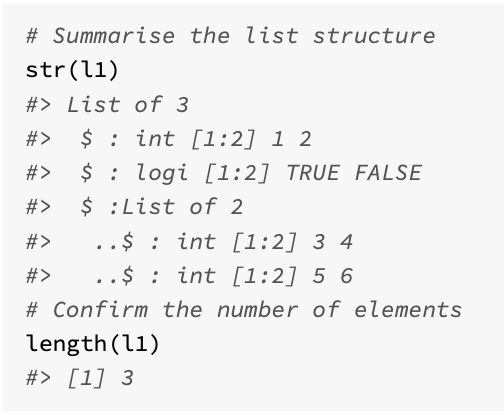 # Summarise the list structure
str(l1)
#> List of 3
#>  $ : int [1:2] 1 2
#>  $ : logi [1:2] TRUE FALSE
#>  $ :List of 2
#>   ..$ : int [1:2] 3 4
#>   ..$ : int [1:2] 5 6
# Confirm the number of elements
length(l1)
#> [1] 3